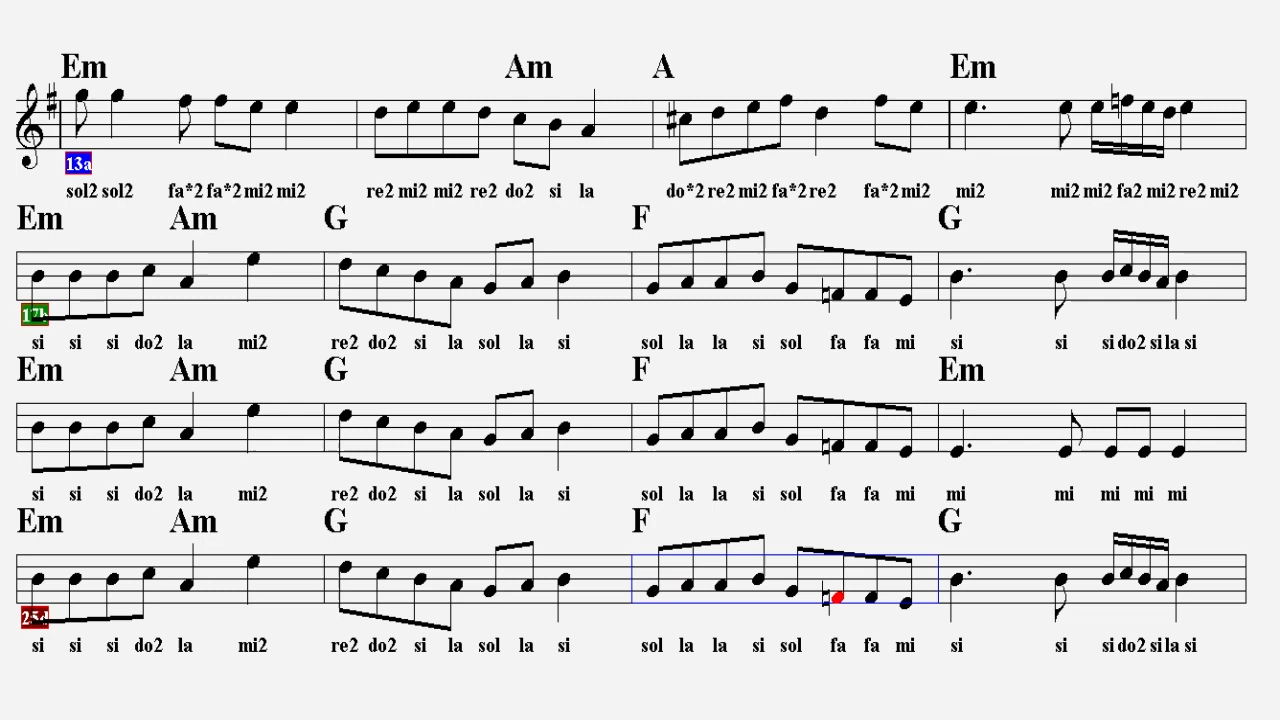 Em Am A Em
13a
sol2 sol2 fa*2 fa*2 mi2 mi2 re2 mi2 mi2 re2 do2 si la do*2 re2 mi2 fa*2 re2 fa*2 mi2 mi2 mi2 mi2 fa2 mi2 re2 mi2
Em Am G F G
17b
si si si do2 la mi2 re2 do2 si la sol la si sol la la si sol fa fa mi si si si do2 si la si
Em Am G F Em
si si si do2 la mi2 re2 do2 si la sol la si sol la la si sol fa fa mi mi mi mi mi mi
Em Am G F G
si si si do2 la mi2 re2 do2 si la sol la si sol la la si sol fa fa mi si si si do2 si la si